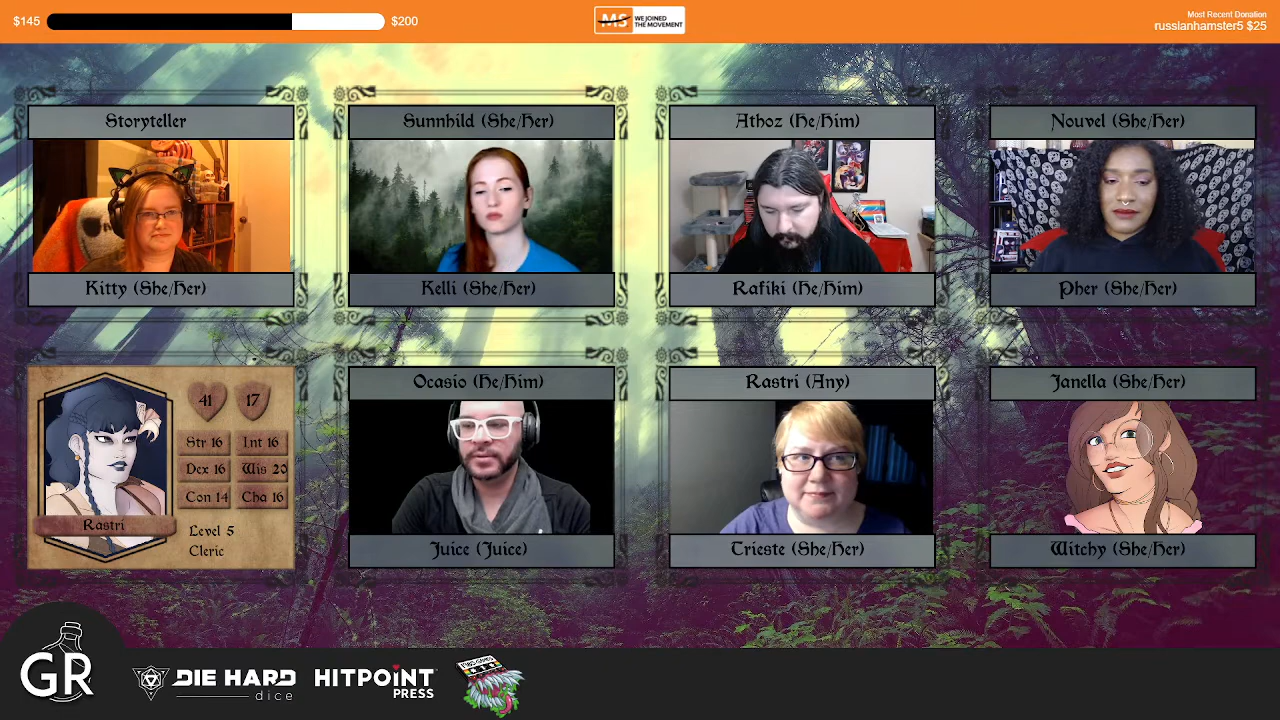 $145
$200
MS
WE JOINED
THE MOVEMENT
Most Recent Donation
russianhamster5 $25
Storyteller
Kitty (She/Her)
Sunnhild (She/Her)
Kelli (She/Her)
Athoz (He/Him)
Rafiki (He/Him)
Nouvel (She/Her)
Pher (She/Her)
41
17
Str 16
Int 16
Dex 16
Wis 20
Con 14
Cha 16
Rastri
Level 5
Cleric
Ocasio (He/Him)
Juice (Juice)
Rastri (Any)
Trieste (She/Her)
Janella (She/Her)
Witchy (She/Her)
GR
DIE HARD
dice
HITPOINT
PRESS